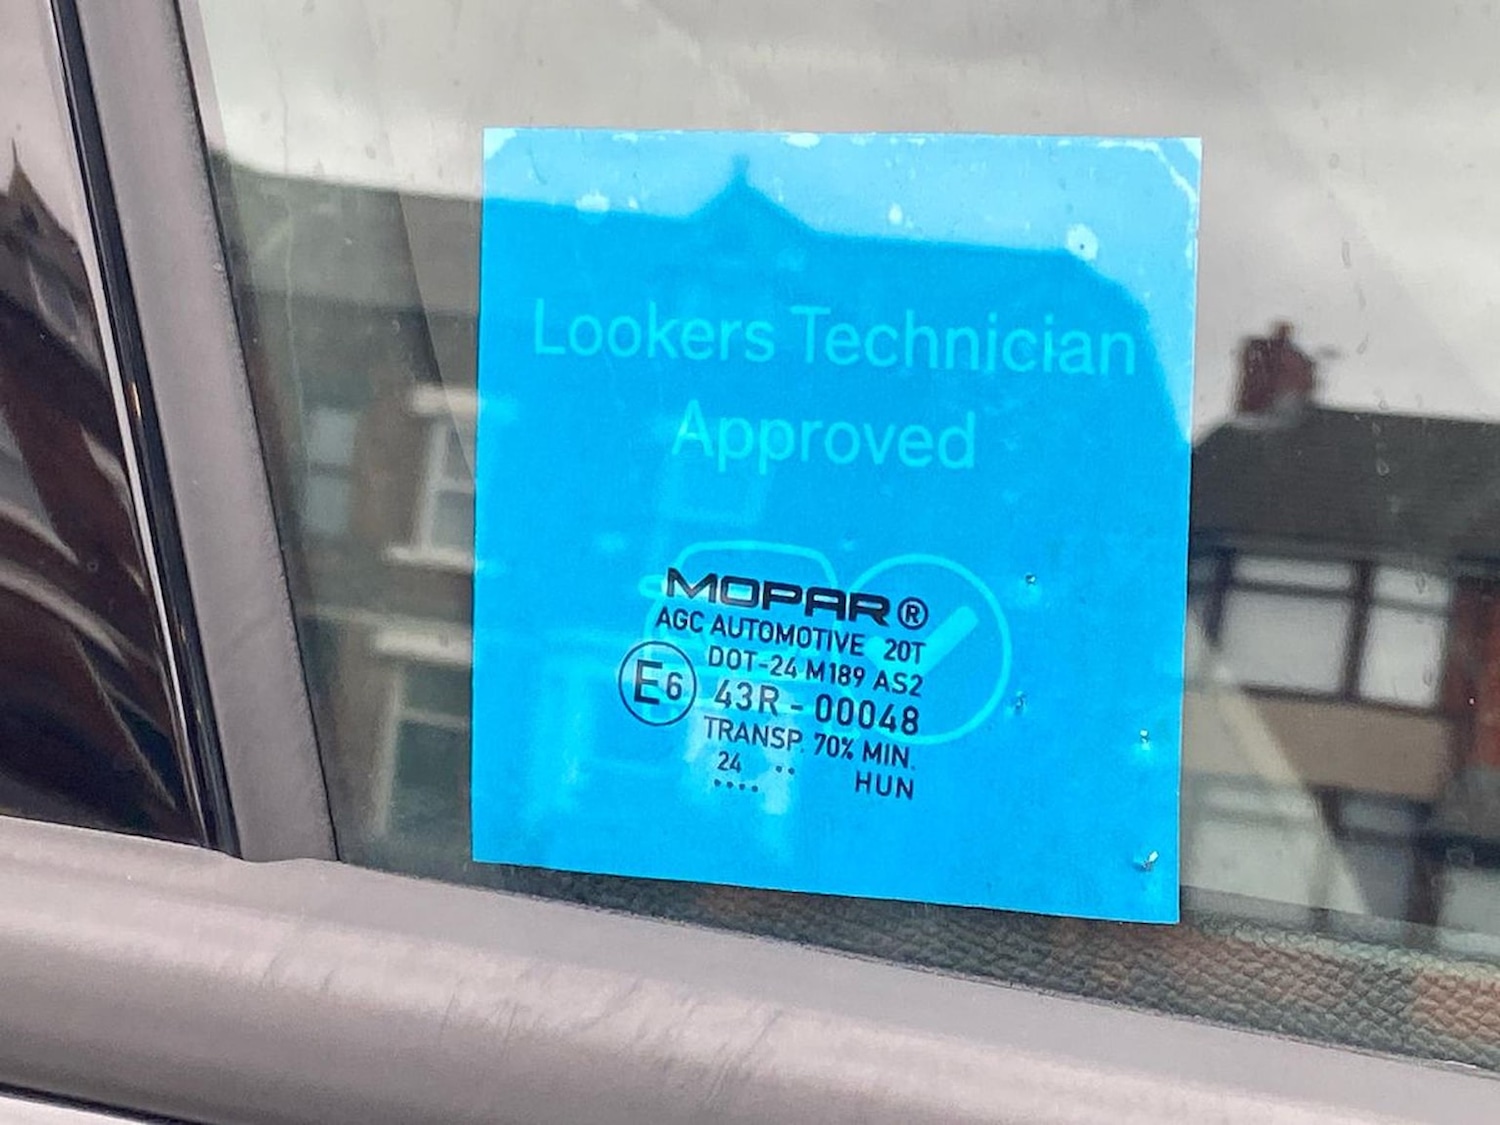 Lookers Technician
Approved
MOPAR®
AGC AUTOMOTIVE 20T
DOT-24 M189 AS2
E6 43R - 00048
TRANSP. 70% MIN.
24 .. HUN
....